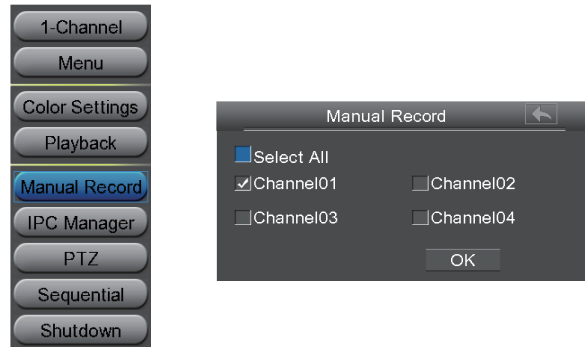 1-Channel
Menu
Color Settings
Playback
Manual Record
IPC Manager
PTZ
Sequential
Shutdown
Manual Record
Select All
Channel01 Channel02
Channel03 Channel04
OK